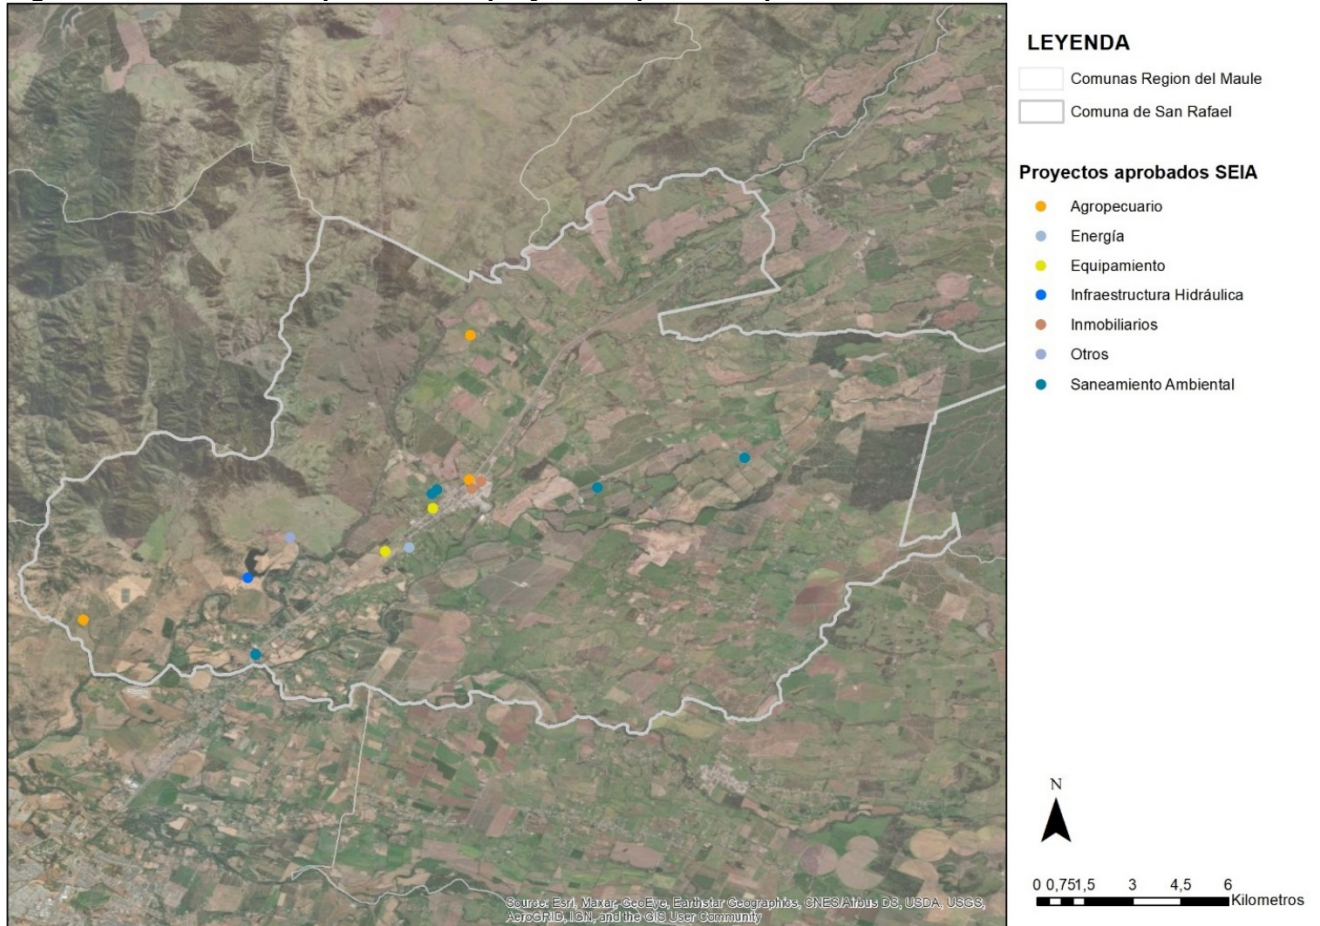 LEYENDA
Comunas Region del Maule
Comuna de San Rafael
Proyectos aprobados SEIA
Agropecuario
Energía
Equipamiento
Infraestructura Hidráulica
Inmobiliarios
Otros
Saneamiento Ambiental
N
0 0,751,5 3 4,5 6
Kilometros
Source: Esri, Maxar, GeoEye, Earthstar Geographics, CNES/Airbus DS, USDA, USGS,
AeroGRID, IGN, and the GIS User Community